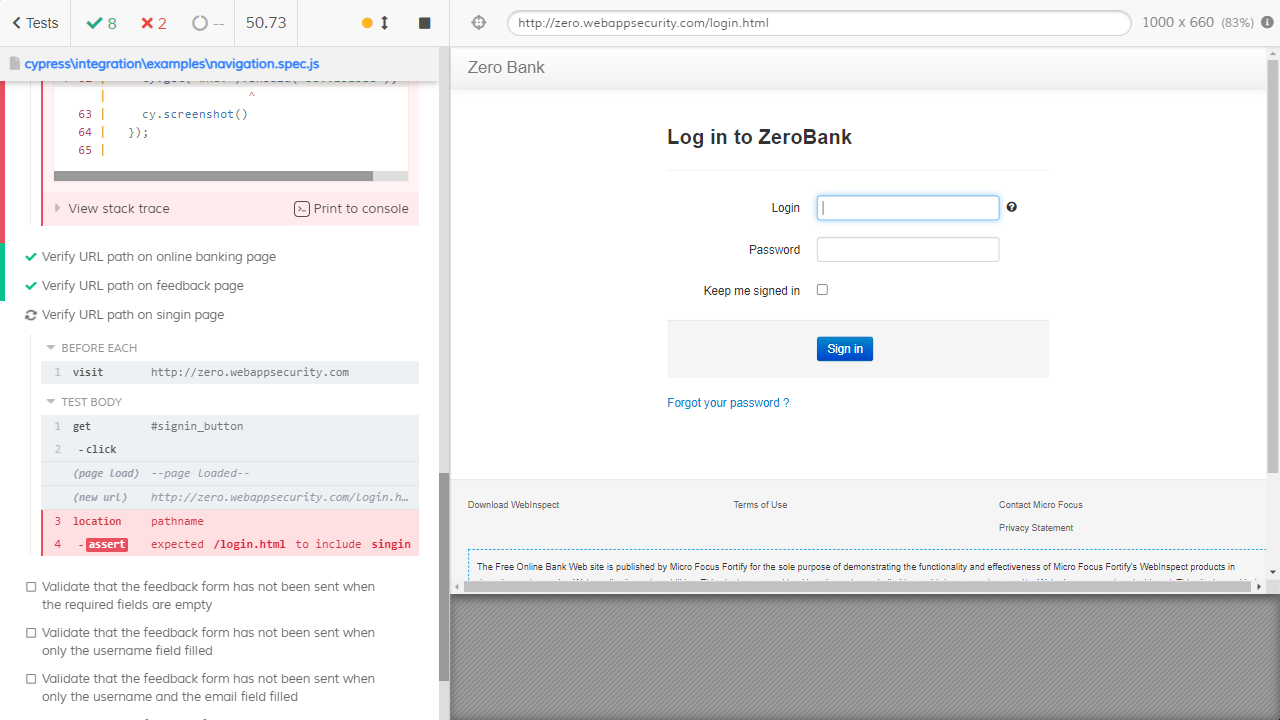 Tests 8 2 -- 50.73
http://zero.webappsecurity.com/login.html 1000 x 660 (83%)
cypress\integration\examples\navigation.spec.js
|                    ^
63 |     cy.screenshot()
64 |   });
65 |
View stack trace Print to console
Verify URL path on online banking page
Verify URL path on feedback page
Verify URL path on singin page
BEFORE EACH
1 visit http://zero.webappsecurity.com
TEST BODY
1 get #signin_button
2 -click
(page load) --page loaded--
(new url) http://zero.webappsecurity.com/login.h…
3 location pathname
4 -assert expected /login.html to include singin
Validate that the feedback form has not been sent when
the required fields are empty
Validate that the feedback form has not been sent when
only the username field filled
Validate that the feedback form has not been sent when
only the username and the email field filled
Zero Bank
Log in to ZeroBank
Login
Password
Keep me signed in
Sign in
Forgot your password ?
Download WebInspect Terms of Use Contact Micro Focus
Privacy Statement
The Free Online Bank Web site is published by Micro Focus Fortify for the sole purpose of demonstrating the functionality and effectiveness of Micro Focus Fortify's WebInspect products in